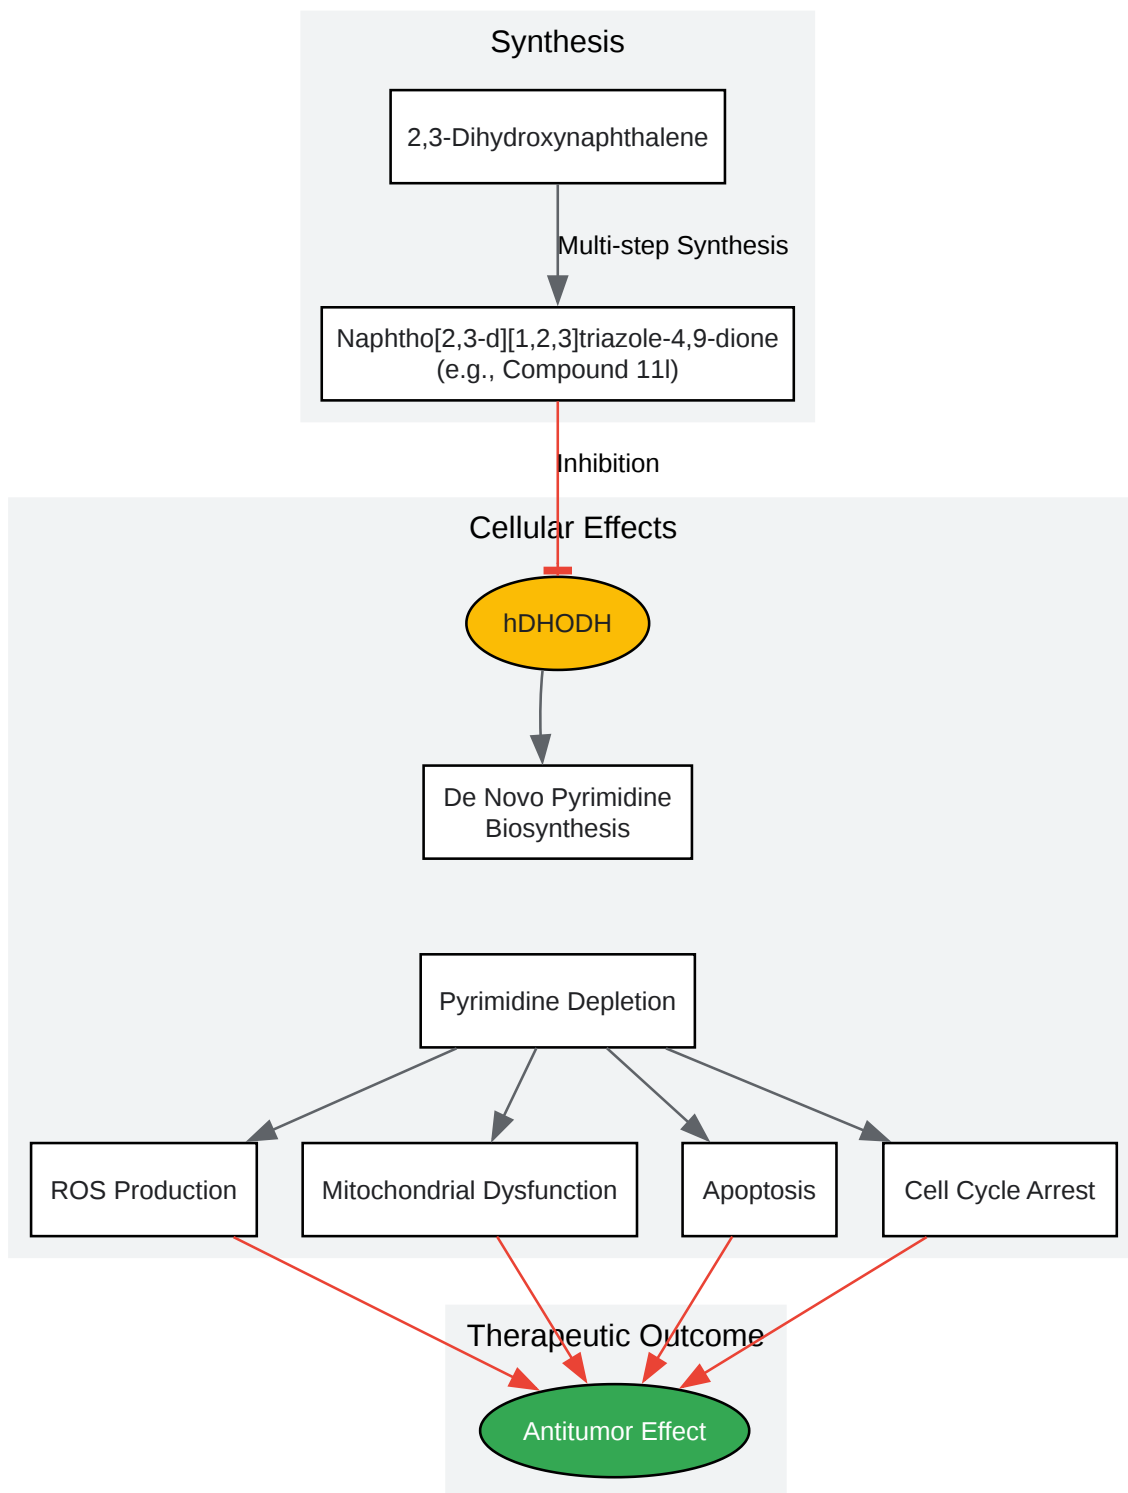 Synthesis
2,3-Dihydroxynaphthalene
Multi-step Synthesis
Naphtho[2,3-d][1,2,3]triazole-4,9-dione
(e.g., Compound 11l)
Inhibition
Cellular Effects
hDHODH
De Novo Pyrimidine
Biosynthesis
Pyrimidine Depletion
ROS Production
Mitochondrial Dysfunction
Apoptosis
Cell Cycle Arrest
Therapeutic Outcome
Antitumor Effect